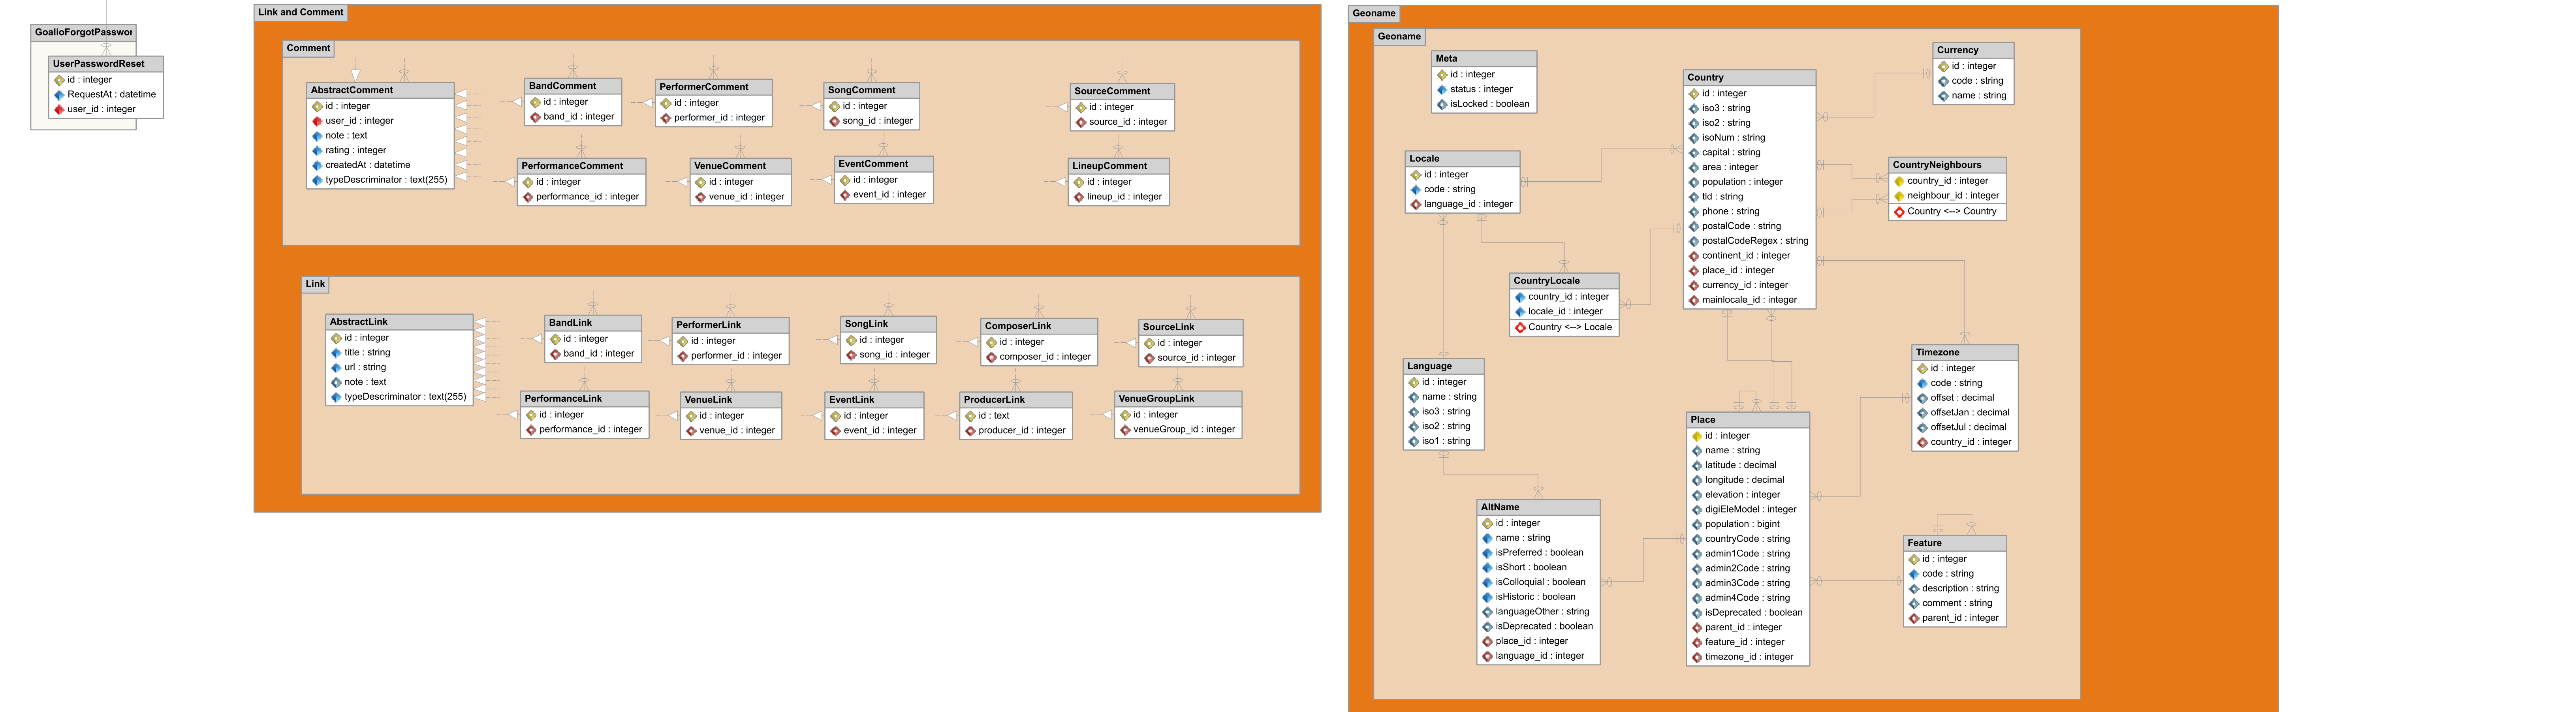 GoalioForgotPasswor
UserPasswordReset
id : integer
RequestAt : datetime
user_id : integer
Link and Comment
Comment
AbstractComment
id : integer
user_id : integer
note : text
rating : integer
createdAt : datetime
typeDescriminator : text(255)
BandComment
id : integer
band_id : integer
PerformerComment
id : integer
performer_id : integer
SongComment
id : integer
song_id : integer
SourceComment
id : integer
source_id : integer
PerformanceComment
id : integer
performance_id : integer
VenueComment
id : integer
venue_id : integer
EventComment
id : integer
event_id : integer
LineupComment
id : integer
lineup_id : integer
Link
AbstractLink
id : integer
title : string
url : string
note : text
typeDescriminator : text(255)
BandLink
id : integer
band_id : integer
PerformerLink
id : integer
performer_id : integer
SongLink
id : integer
song_id : integer
ComposerLink
id : integer
composer_id : integer
SourceLink
id : integer
source_id : integer
PerformanceLink
id : integer
performance_id : integer
VenueLink
id : integer
venue_id : integer
EventLink
id : integer
event_id : integer
ProducerLink
id : text
producer_id : integer
VenueGroupLink
id : integer
venueGroup_id : integer
Geoname
Geoname
Meta
id : integer
status : integer
isLocked : boolean
Country
id : integer
iso3 : string
iso2 : string
isoNum : string
capital : string
area : integer
population : integer
tld : string
phone : string
postalCode : string
postalCodeRegex : string
continent_id : integer
place_id : integer
currency_id : integer
mainlocale_id : integer
Currency
id : integer
code : string
name : string
Locale
id : integer
code : string
language_id : integer
CountryNeighbours
country_id : integer
neighbour_id : integer
Country <--> Country
CountryLocale
country_id : integer
locale_id : integer
Country <--> Locale
Language
id : integer
name : string
iso3 : string
iso2 : string
iso1 : string
Timezone
id : integer
code : string
offset : decimal
offsetJan : decimal
offsetJul : decimal
country_id : integer
Place
id : integer
name : string
latitude : decimal
longitude : decimal
elevation : integer
digiEleModel : integer
population : bigint
countryCode : string
admin1Code : string
admin2Code : string
admin3Code : string
admin4Code : string
isDeprecated : boolean
parent_id : integer
feature_id : integer
timezone_id : integer
AltName
id : integer
name : string
isPreferred : boolean
isShort : boolean
isColloquial : boolean
isHistoric : boolean
languageOther : string
isDeprecated : boolean
place_id : integer
language_id : integer
Feature
id : integer
code : string
description : string
comment : string
parent_id : integer